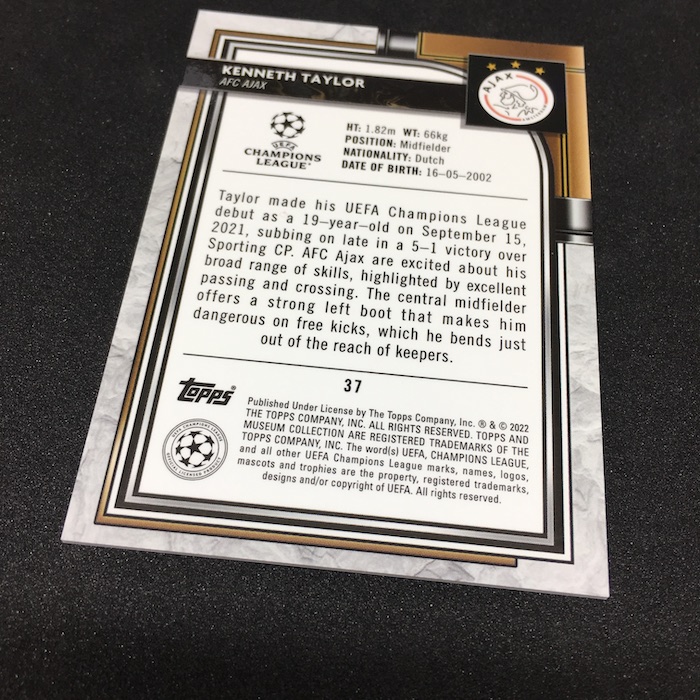 KENNETH TAYLOR
AFC AJAX
AJAX
UEFA
CHAMPIONS
LEAGUE®
HT: 1.82m WT: 66kg
POSITION: Midfielder
NATIONALITY: Dutch
DATE OF BIRTH: 16-05-2002
Taylor made his UEFA Champions League
debut as a 19-year-old on September 15,
2021, subbing on late in a 5-1 victory over
Sporting CP. AFC Ajax are excited about his
broad range of skills, highlighted by excellent
passing and crossing. The central midfielder
offers a strong left boot that makes him
dangerous on free kicks, which he bends just
out of the reach of keepers.
37
topps®
Published Under License by The Topps Company, Inc. ® & © 2022
THE TOPPS COMPANY, INC. ALL RIGHTS RESERVED. TOPPS AND
MUSEUM COLLECTION ARE REGISTERED TRADEMARKS OF THE
TOPPS COMPANY, INC. The word(s) UEFA, CHAMPIONS LEAGUE,
and all other UEFA Champions League marks, names, logos,
mascots and trophies are the property, registered trademarks,
designs and/or copyright of UEFA. All rights reserved.
UEFA CHAMPIONS LEAGUE
OFFICIAL LICENSED PRODUCT